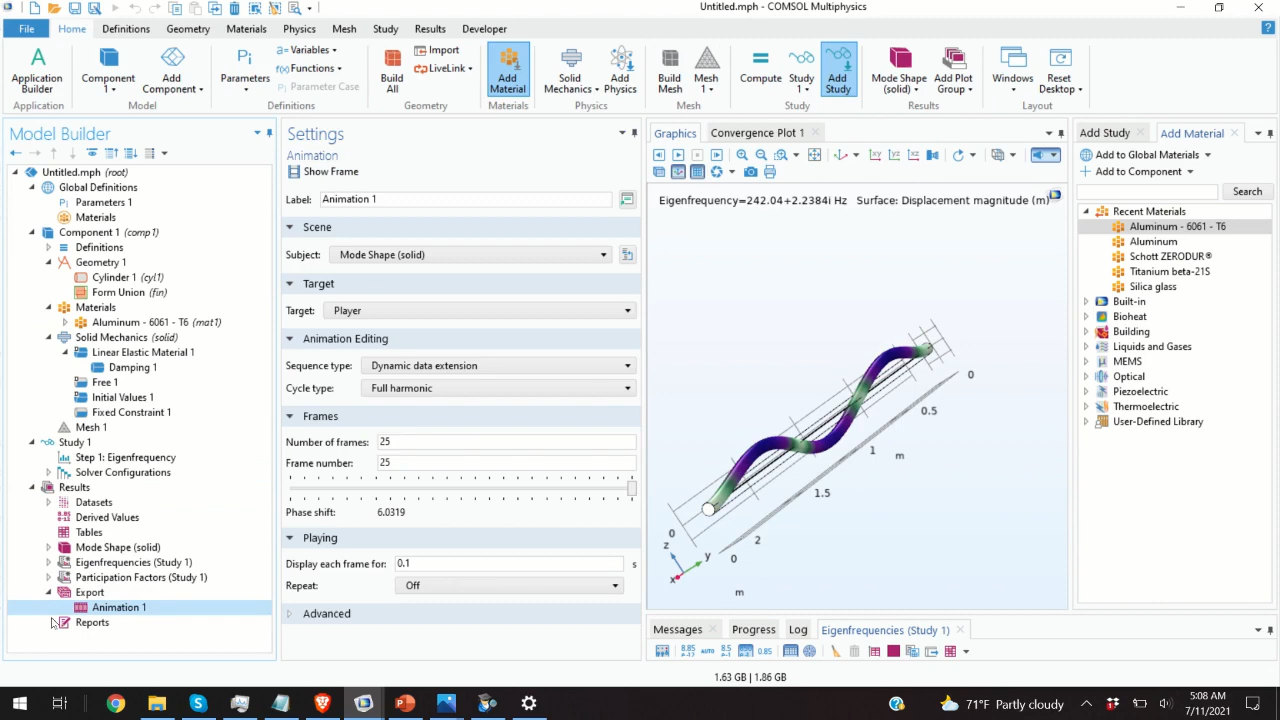 Untitled.mph - COMSOL Multiphysics
File Home Definitions Geometry Materials Physics Mesh Study Results Developer
Application Builder
Component 1
Add Component
Parameters
Variables
Functions
Parameter Case
Build All
Import
LiveLink
Add Material
Solid Mechanics
Add Physics
Build Mesh
Mesh 1
Compute
Study 1
Add Study
Mode Shape (solid)
Add Plot Group
Windows
Reset Desktop
Application Model Definitions Geometry Materials Physics Mesh Study Results Layout
Model Builder
Untitled.mph (root)
Global Definitions
Parameters 1
Materials
Component 1 (comp1)
Definitions
Geometry 1
Cylinder 1 (cyl1)
Form Union (fin)
Materials
Aluminum - 6061 - T6 (mat1)
Solid Mechanics (solid)
Linear Elastic Material 1
Damping 1
Free 1
Initial Values 1
Fixed Constraint 1
Mesh 1
Study 1
Step 1: Eigenfrequency
Solver Configurations
Results
Datasets
Derived Values
Tables
Mode Shape (solid)
Eigenfrequencies (Study 1)
Participation Factors (Study 1)
Export
Animation 1
Reports
Settings
Animation
Show Frame
Label: Animation 1
Scene
Subject: Mode Shape (solid)
Target
Target: Player
Animation Editing
Sequence type: Dynamic data extension
Cycle type: Full harmonic
Frames
Number of frames: 25
Frame number: 25
Phase shift: 6.0319
Playing
Display each frame for: 0.1 s
Repeat: Off
Advanced
Graphics Convergence Plot 1
Eigenfrequency=242.04+2.2384i Hz Surface: Displacement magnitude (m)
0
0.5
1 m
1.5
0
2
z y
0
x
m
Messages Progress Log Eigenfrequencies (Study 1)
8.85 AUTO 8.5 0.85
1.63 GB | 1.86 GB
Add Study Add Material
Add to Global Materials
Add to Component
Search
Recent Materials
Aluminum - 6061 - T6
Aluminum
Schott ZERODUR®
Titanium beta-21S
Silica glass
Built-in
Bioheat
Building
Liquids and Gases
MEMS
Optical
Piezoelectric
Thermoelectric
User-Defined Library
71°F Partly cloudy
5:08 AM
7/11/2021